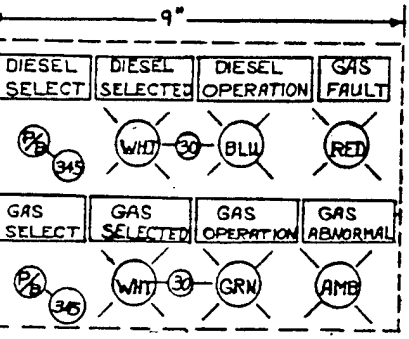 9"
DIESEL SELECT
DIESEL SELECTED
DIESEL OPERATION
GAS FAULT
P/B
345
WHT
30
BLU
RED
GAS SELECT
GAS SELECTED
GAS OPERATION
GAS ABNORMAL
P/B
345
WHT
30
GRN
AMB